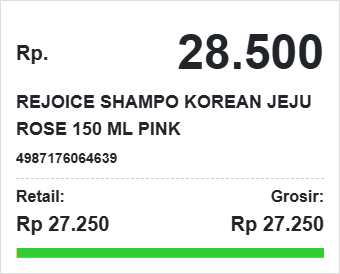 Rp. 28.500
REJOICE SHAMPO KOREAN JEJU
ROSE 150 ML PINK
4987176064639
Retail: Grosir:
Rp 27.250 Rp 27.250